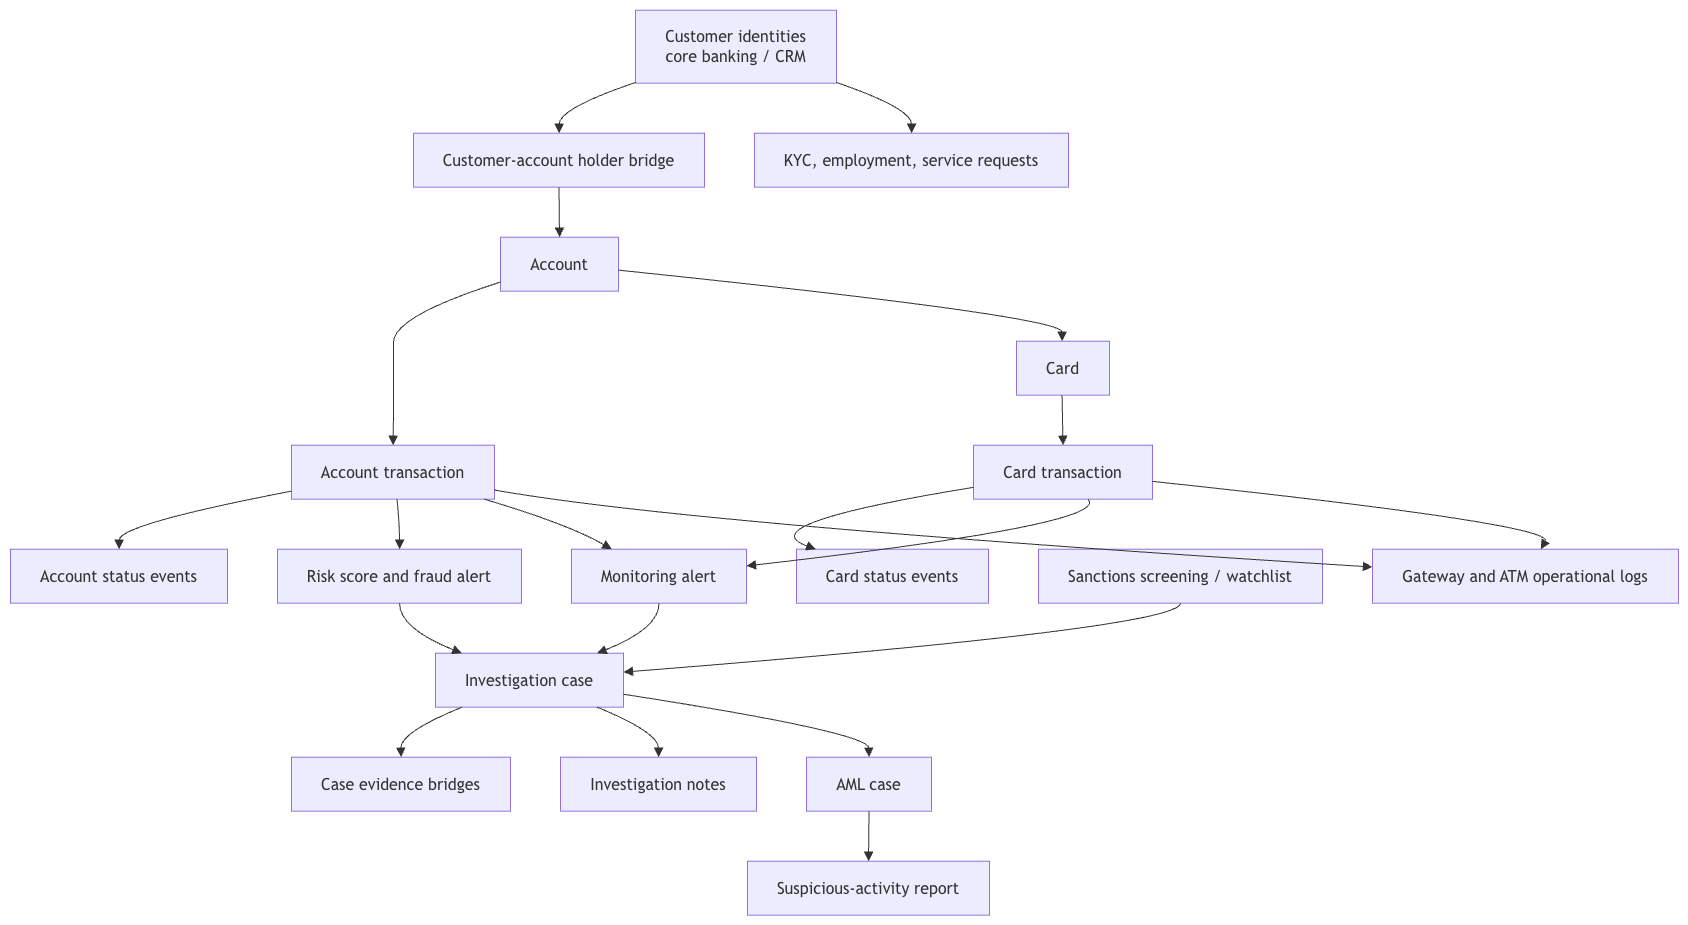 Customer identities
core banking / CRM
Customer-account holder bridge
KYC, employment, service requests
Account
Card
Account transaction
Card transaction
Account status events
Risk score and fraud alert
Monitoring alert
Card status events
Sanctions screening / watchlist
Gateway and ATM operational logs
Investigation case
Case evidence bridges
Investigation notes
AML case
Suspicious-activity report